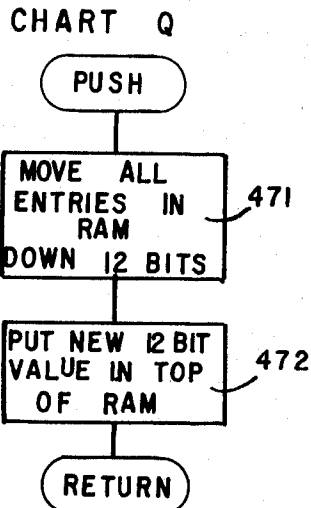 CHART Q
PUSH
MOVE ALL
ENTRIES IN
RAM
DOWN 12 BITS
471
PUT NEW 12 BIT
VALUE IN TOP
OF RAM
472
RETURN